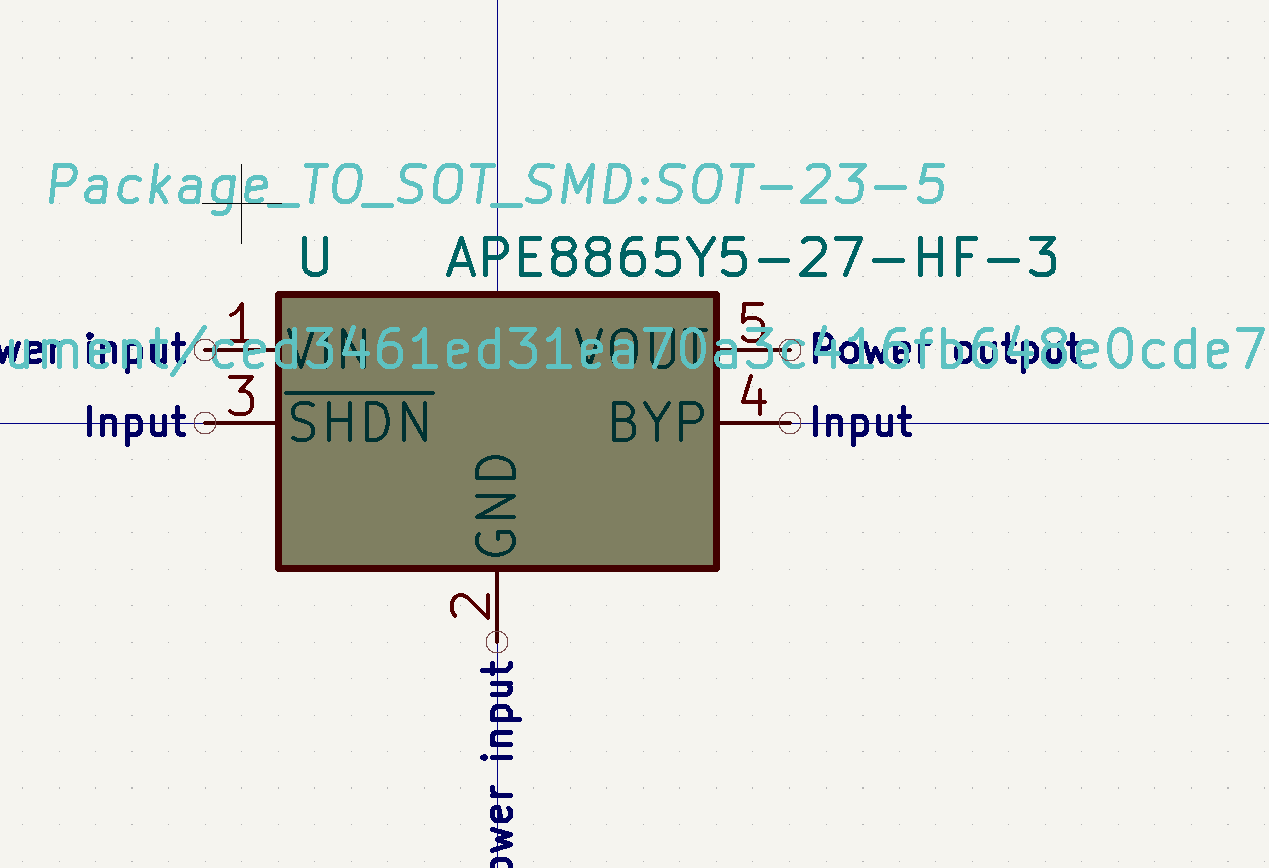 Package_TO_SOT_SMD:SOT-23-5
U APE8865Y5-27-HF-3
1 5
wer input VIN VOUT Power output
ument/ced3461ed31ea70a3c416fb648e0cde7
3 4
Input SHDN BYP Input
GND
2
ower input